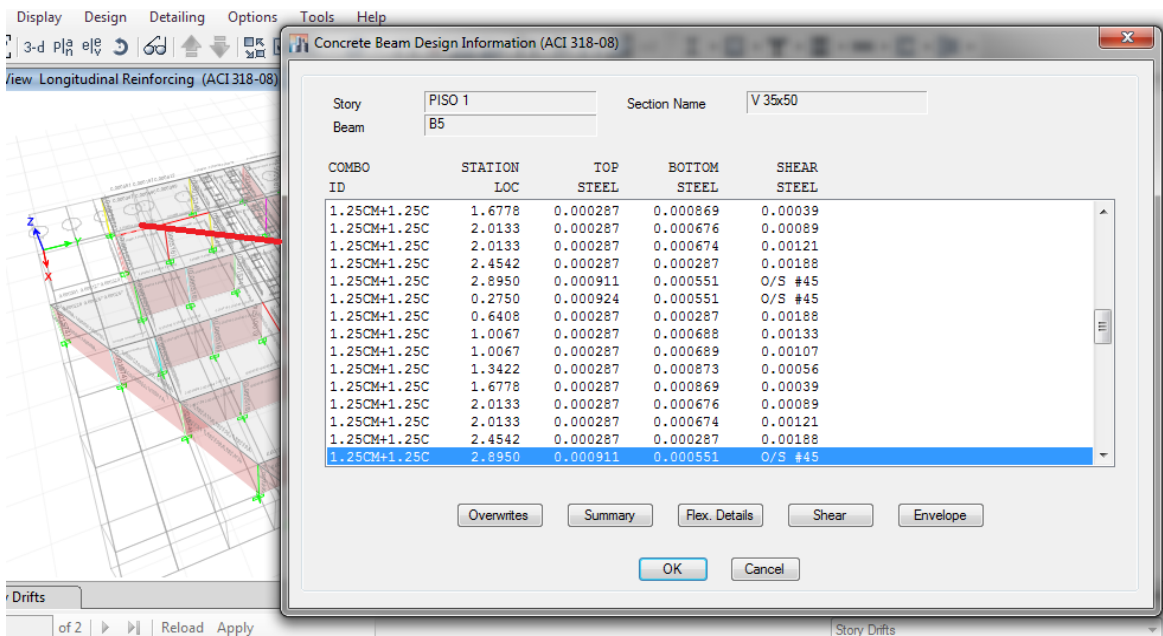 Display Design Detailing Options Tools Help
3-d
Concrete Beam Design Information (ACI 318-08)
View Longitudinal Reinforcing (ACI 318-08)
Story PISO 1 Section Name V 35x50
Beam B5
COMBO STATION TOP BOTTOM SHEAR
ID LOC STEEL STEEL STEEL
1.25CM+1.25C 1.6778 0.000287 0.000869 0.00039
1.25CM+1.25C 2.0133 0.000287 0.000676 0.00089
1.25CM+1.25C 2.0133 0.000287 0.000674 0.00121
1.25CM+1.25C 2.4542 0.000287 0.000287 0.00188
1.25CM+1.25C 2.8950 0.000911 0.000551 O/S #45
1.25CM+1.25C 0.2750 0.000924 0.000551 O/S #45
1.25CM+1.25C 0.6408 0.000287 0.000287 0.00188
1.25CM+1.25C 1.0067 0.000287 0.000688 0.00133
1.25CM+1.25C 1.0067 0.000287 0.000689 0.00107
1.25CM+1.25C 1.3422 0.000287 0.000873 0.00056
1.25CM+1.25C 1.6778 0.000287 0.000869 0.00039
1.25CM+1.25C 2.0133 0.000287 0.000676 0.00089
1.25CM+1.25C 2.0133 0.000287 0.000674 0.00121
1.25CM+1.25C 2.4542 0.000287 0.000287 0.00188
1.25CM+1.25C 2.8950 0.000911 0.000551 O/S #45
Z
X
Overwrites Summary Flex. Details Shear Envelope
OK Cancel
Drifts
of 2 Reload Apply
Story Drifts